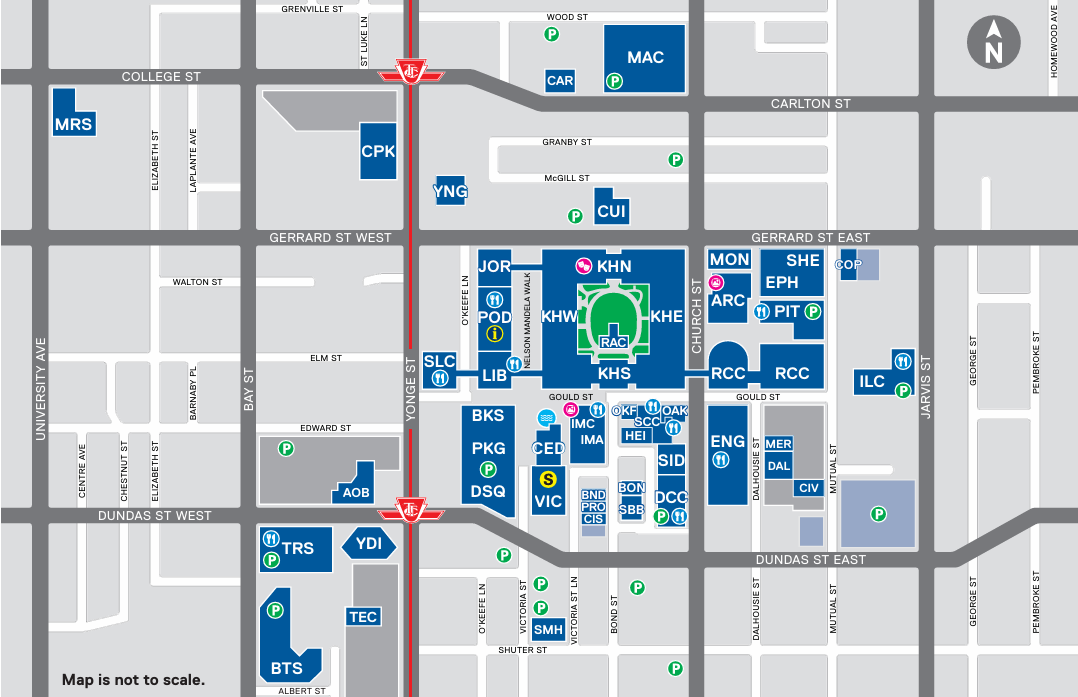 GRENVILLE ST
WOOD ST
ST LUKE LN
HOMEWOOD AVE
N
MAC
P
CAR
P
COLLEGE ST
TTC
CARLTON ST
MRS
ELIZABETH ST
LAPLANTE AVE
CPK
GRANBY ST
P
McGILL ST
YNG
CUI
P
GERRARD ST WEST
GERRARD ST EAST
WALTON ST
O'KEEFE LN
JOR
NELSON MANDELA WALK
KHN
CHURCH ST
MON
SHE
EPH
COP
ARC
POD
i
KHW
KHE
RAC
KHS
PIT
P
UNIVERSITY AVE
BARNABY PL
BAY ST
ELM ST
YONGE ST
SLC
LIB
RCC
RCC
ILC
P
JARVIS ST
GEORGE ST
PEMBROKE ST
GOULD ST
GOULD ST
EDWARD ST
P
AOB
BKS
PKG
P
DSQ
CED
S
VIC
IMC
IMA
OKF
SCC
OAK
HEI
SID
ENG
BND
PRO
CIS
BON
SBB
DCC
P
DALHOUSIE ST
MER
DAL
CIV
MUTUAL ST
P
CENTRE AVE
CHESTNUT ST
ELIZABETH ST
DUNDAS ST WEST
TTC
DUNDAS ST EAST
TRS
P
YDI
P
P
BTS
TEC
O'KEEFE LN
VICTORIA ST
P
P
SMH
VICTORIA ST LN
BOND ST
P
DALHOUSIE ST
MUTUAL ST
GEORGE ST
PEMBROKE ST
SHUTER ST
P
Map is not to scale.
ALBERT ST